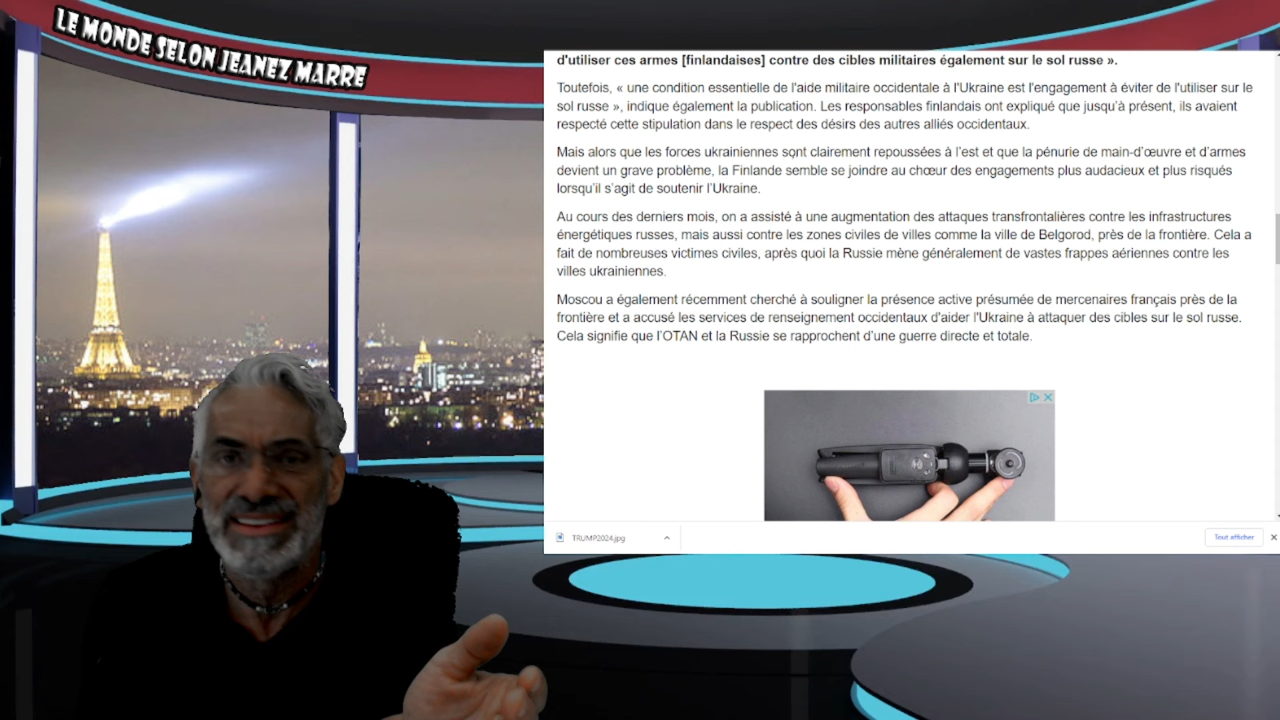 LE MONDE SELON JEANEZ MARRE
d'utiliser ces armes [finlandaises] contre des cibles militaires également sur le sol russe ».
Toutefois, « une condition essentielle de l'aide militaire occidentale à l'Ukraine est l'engagement à éviter de l'utiliser sur le
sol russe », indique également la publication. Les responsables finlandais ont expliqué que jusqu'à présent, ils avaient
respecté cette stipulation dans le respect des désirs des autres alliés occidentaux.
Mais alors que les forces ukrainiennes sont clairement repoussées à l'est et que la pénurie de main-d'œuvre et d'armes
devient un grave problème, la Finlande semble se joindre au chœur des engagements plus audacieux et plus risqués
lorsqu'il s'agit de soutenir l'Ukraine.
Au cours des derniers mois, on a assisté à une augmentation des attaques transfrontalières contre les infrastructures
énergétiques russes, mais aussi contre les zones civiles de villes comme la ville de Belgorod, près de la frontière. Cela a
fait de nombreuses victimes civiles, après quoi la Russie mène généralement de vastes frappes aériennes contre les
villes ukrainiennes.
Moscou a également récemment cherché à souligner la présence active présumée de mercenaires français près de la
frontière et a accusé les services de renseignement occidentaux d'aider l'Ukraine à attaquer des cibles sur le sol russe.
Cela signifie que l'OTAN et la Russie se rapprochent d'une guerre directe et totale.
TRUMP2024.jpg
Tout afficher